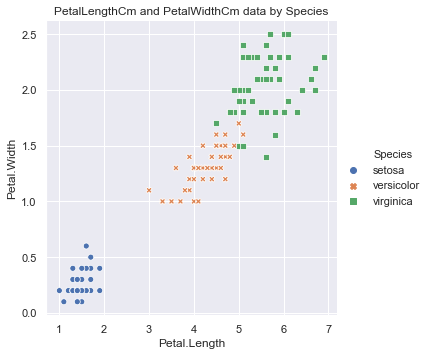 PetalLengthCm and PetalWidthCm data by Species
2.5
2.0
1.5
1.0
0.5
0.0
Petal.Width
1 2 3 4 5 6 7
Petal.Length
Species
setosa
versicolor
virginica